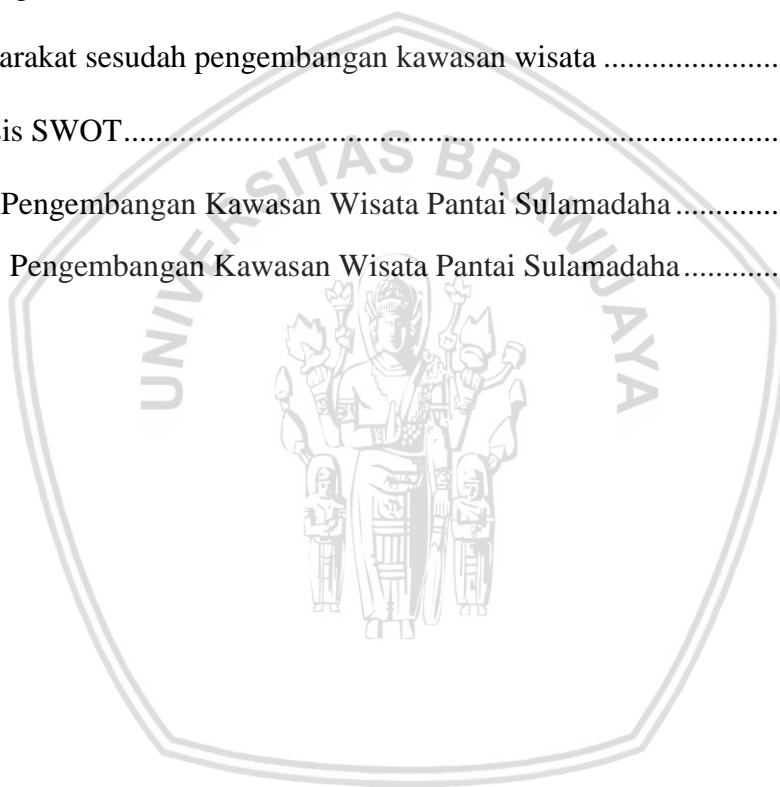 arakat sesudah pengembangan kawasan wisata ......................
is SWOT....................................................................................
Pengembangan Kawasan Wisata Pantai Sulamadaha .............
Pengembangan Kawasan Wisata Pantai Sulamadaha............
UNIVERSITAS BRAWIJAYA